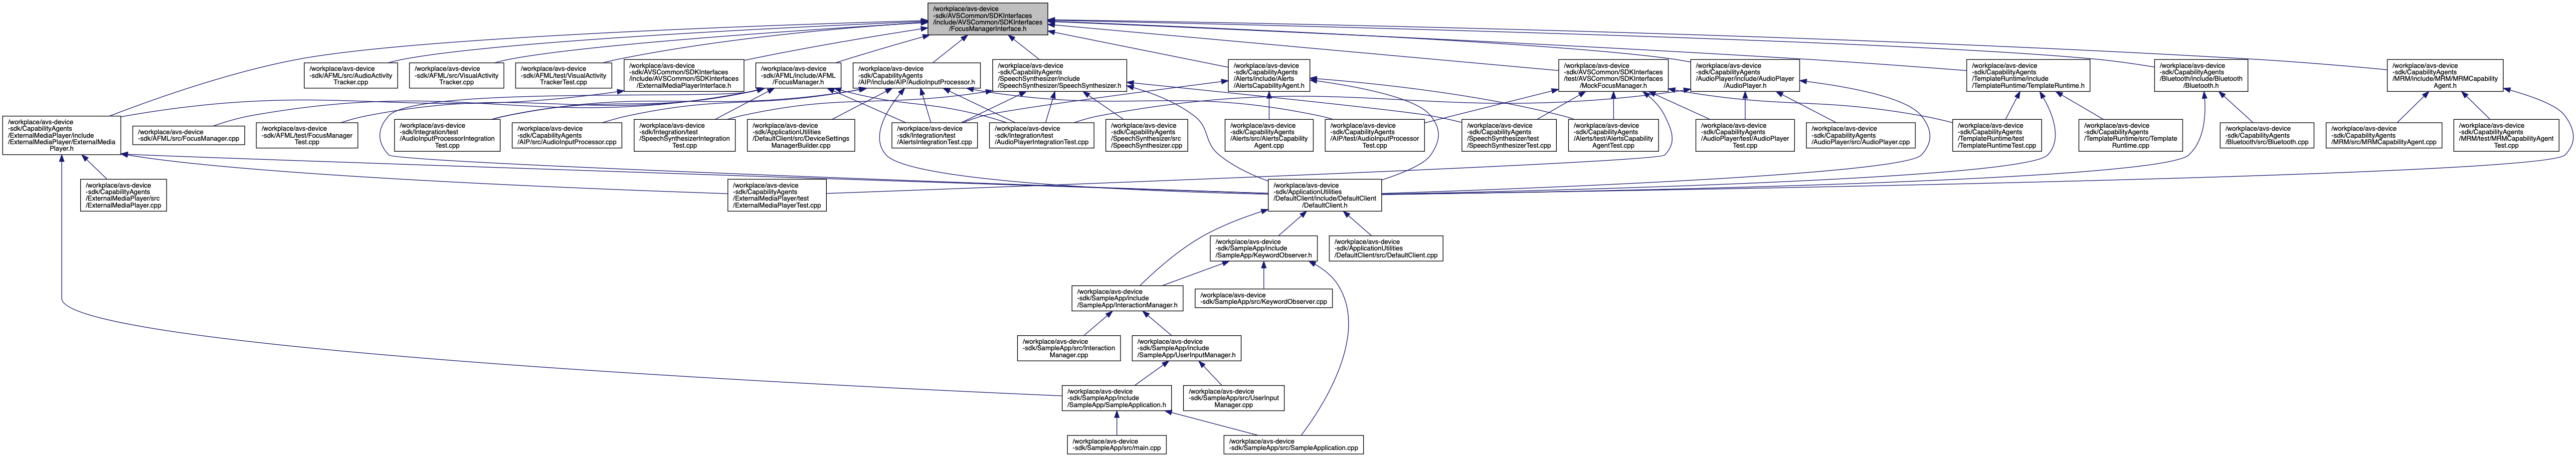 /workplace/avs-device
-sdk/AVSCommon/SDKInterfaces
/include/AVSCommon/SDKInterfaces
/FocusManagerInterface.h
/workplace/avs-device
-sdk/AFML/src/AudioActivity
Tracker.cpp
/workplace/avs-device
-sdk/AFML/src/VisualActivity
Tracker.cpp
/workplace/avs-device
-sdk/AFML/test/VisualActivity
TrackerTest.cpp
/workplace/avs-device
-sdk/AVSCommon/SDKInterfaces
/include/AVSCommon/SDKInterfaces
/ExternalMediaPlayerInterface.h
/workplace/avs-device
-sdk/AFML/include/AFML
/FocusManager.h
/workplace/avs-device
-sdk/CapabilityAgents
/AIP/include/AIP/AudioInputProcessor.h
/workplace/avs-device
-sdk/CapabilityAgents
/SpeechSynthesizer/include
/SpeechSynthesizer/SpeechSynthesizer.h
/workplace/avs-device
-sdk/CapabilityAgents
/Alerts/include/Alerts
/AlertsCapabilityAgent.h
/workplace/avs-device
-sdk/AVSCommon/SDKInterfaces
/test/AVSCommon/SDKInterfaces
/MockFocusManager.h
/workplace/avs-device
-sdk/CapabilityAgents
/AudioPlayer/include/AudioPlayer
/AudioPlayer.h
/workplace/avs-device
-sdk/CapabilityAgents
/TemplateRuntime/include
/TemplateRuntime/TemplateRuntime.h
/workplace/avs-device
-sdk/CapabilityAgents
/Bluetooth/include/Bluetooth
/Bluetooth.h
/workplace/avs-device
-sdk/CapabilityAgents
/MRM/include/MRM/MRMCapability
Agent.h
/workplace/avs-device
-sdk/CapabilityAgents
/ExternalMediaPlayer/include
/ExternalMediaPlayer/ExternalMedia
Player.h
/workplace/avs-device
-sdk/AFML/src/FocusManager.cpp
/workplace/avs-device
-sdk/AFML/test/FocusManager
Test.cpp
/workplace/avs-device
-sdk/Integration/test
/AudioInputProcessorIntegration
Test.cpp
/workplace/avs-device
-sdk/CapabilityAgents
/AIP/src/AudioInputProcessor.cpp
/workplace/avs-device
-sdk/Integration/test
/SpeechSynthesizerIntegration
Test.cpp
/workplace/avs-device
-sdk/ApplicationUtilities
/DefaultClient/src/DeviceSettings
ManagerBuilder.cpp
/workplace/avs-device
-sdk/Integration/test
/AlertsIntegrationTest.cpp
/workplace/avs-device
-sdk/Integration/test
/AudioPlayerIntegrationTest.cpp
/workplace/avs-device
-sdk/CapabilityAgents
/SpeechSynthesizer/src
/SpeechSynthesizer.cpp
/workplace/avs-device
-sdk/CapabilityAgents
/Alerts/src/AlertsCapability
Agent.cpp
/workplace/avs-device
-sdk/CapabilityAgents
/AIP/test/AudioInputProcessor
Test.cpp
/workplace/avs-device
-sdk/CapabilityAgents
/SpeechSynthesizer/test
/SpeechSynthesizerTest.cpp
/workplace/avs-device
-sdk/CapabilityAgents
/Alerts/test/AlertsCapability
AgentTest.cpp
/workplace/avs-device
-sdk/CapabilityAgents
/AudioPlayer/test/AudioPlayer
Test.cpp
/workplace/avs-device
-sdk/CapabilityAgents
/AudioPlayer/src/AudioPlayer.cpp
/workplace/avs-device
-sdk/CapabilityAgents
/TemplateRuntime/test
/TemplateRuntimeTest.cpp
/workplace/avs-device
-sdk/CapabilityAgents
/TemplateRuntime/src/Template
Runtime.cpp
/workplace/avs-device
-sdk/CapabilityAgents
/Bluetooth/src/Bluetooth.cpp
/workplace/avs-device
-sdk/CapabilityAgents
/MRM/src/MRMCapabilityAgent.cpp
/workplace/avs-device
-sdk/CapabilityAgents
/MRM/test/MRMCapabilityAgent
Test.cpp
/workplace/avs-device
-sdk/CapabilityAgents
/ExternalMediaPlayer/src
/ExternalMediaPlayer.cpp
/workplace/avs-device
-sdk/CapabilityAgents
/ExternalMediaPlayer/test
/ExternalMediaPlayerTest.cpp
/workplace/avs-device
-sdk/ApplicationUtilities
/DefaultClient/include/DefaultClient
/DefaultClient.h
/workplace/avs-device
-sdk/SampleApp/include
/SampleApp/KeywordObserver.h
/workplace/avs-device
-sdk/ApplicationUtilities
/DefaultClient/src/DefaultClient.cpp
/workplace/avs-device
-sdk/SampleApp/include
/SampleApp/InteractionManager.h
/workplace/avs-device
-sdk/SampleApp/src/KeywordObserver.cpp
/workplace/avs-device
-sdk/SampleApp/src/Interaction
Manager.cpp
/workplace/avs-device
-sdk/SampleApp/include
/SampleApp/UserInputManager.h
/workplace/avs-device
-sdk/SampleApp/include
/SampleApp/SampleApplication.h
/workplace/avs-device
-sdk/SampleApp/src/UserInput
Manager.cpp
/workplace/avs-device
-sdk/SampleApp/src/main.cpp
/workplace/avs-device
-sdk/SampleApp/src/SampleApplication.cpp